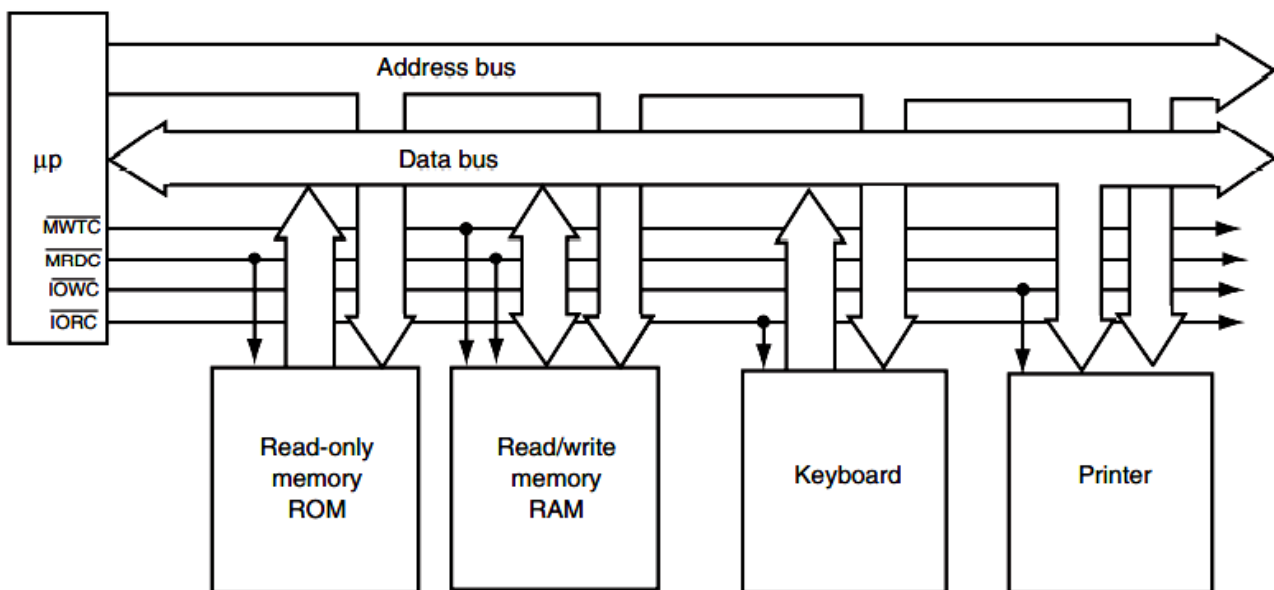 Address bus
μp
Data bus
MWTC
MRDC
IOWC
IORC
Read-only
memory
ROM
Read/write
memory
RAM
Keyboard
Printer